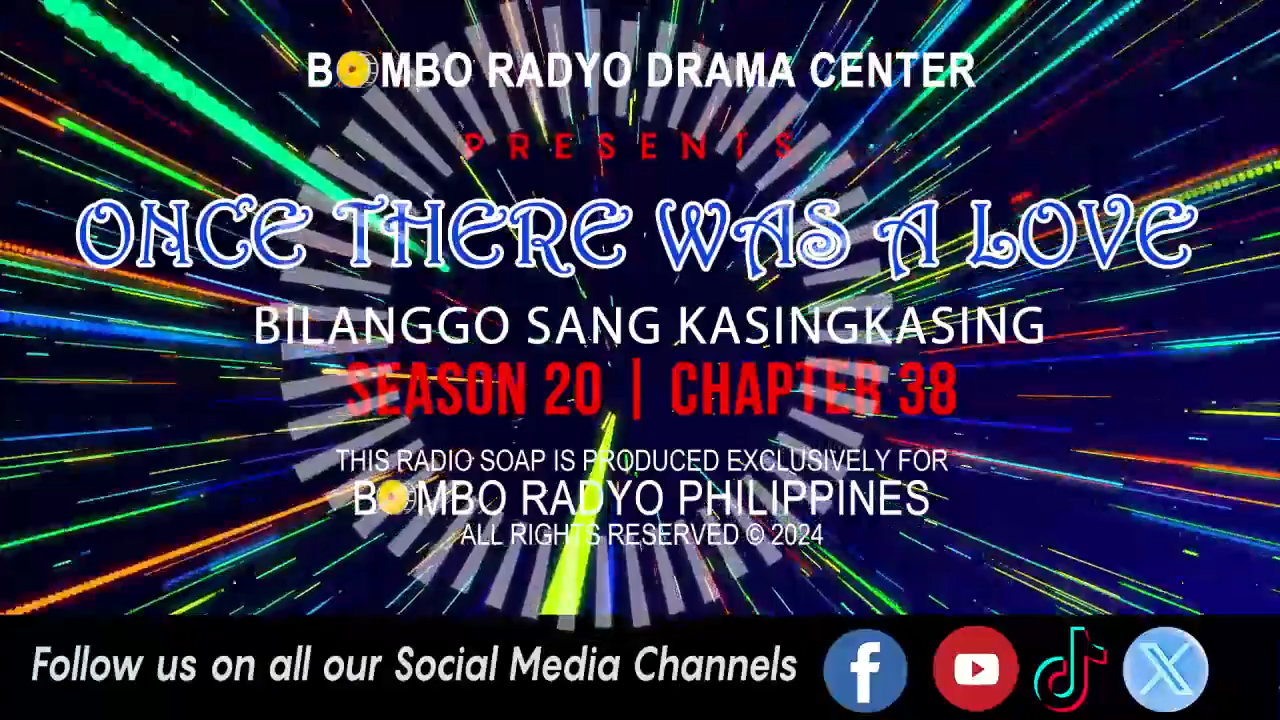 BOMBO RADYO DRAMA CENTER
PRESENTS
ONCE THERE WAS A LOVE
BILANGGO SANG KASINGKASING
SEASON 20 | CHAPTER 38
THIS RADIO SOAP IS PRODUCED EXCLUSIVELY FOR
BOMBO RADYO PHILIPPINES
ALL RIGHTS RESERVED © 2024
Follow us on all our Social Media Channels